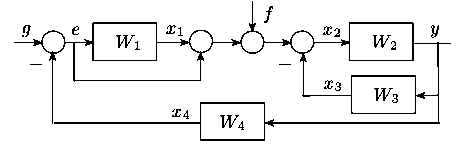 g e W₁ x₁ f x₂ W₂ y
− −
x₃ W₃
x₄ W₄